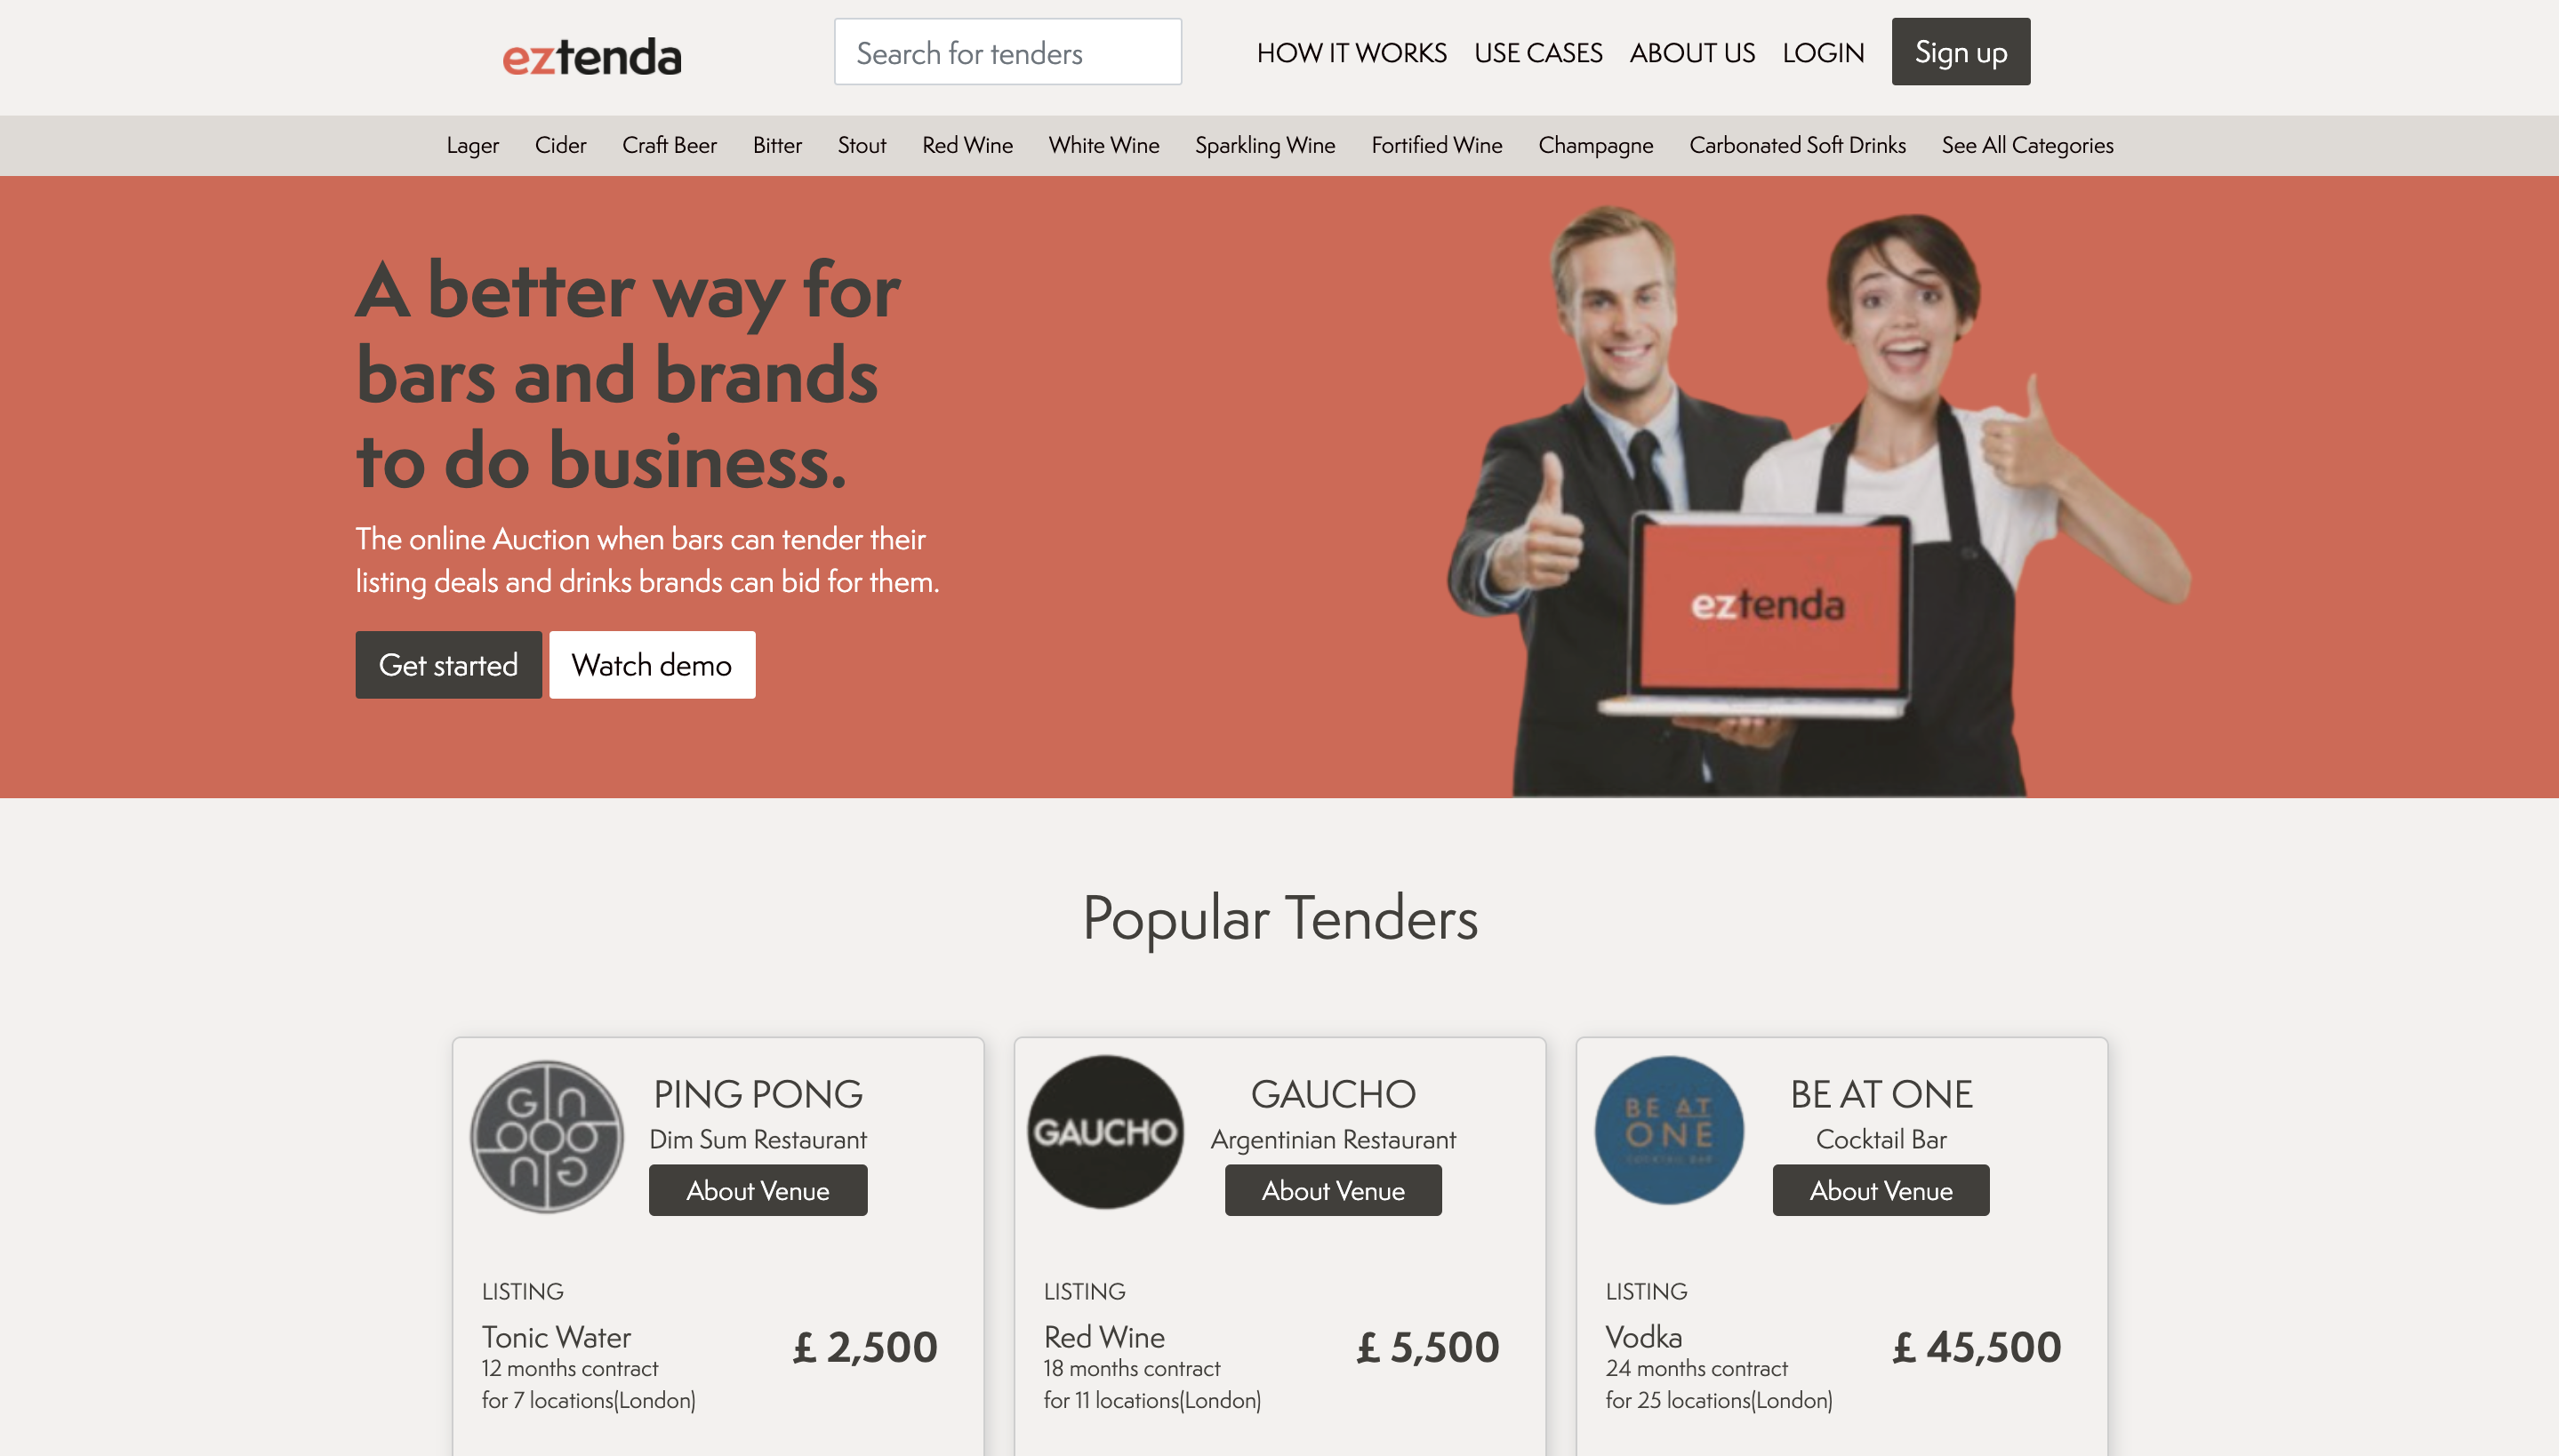 eztenda
Search for tenders
HOW IT WORKS USE CASES ABOUT US LOGIN Sign up
Lager Cider Craft Beer Bitter Stout Red Wine White Wine Sparkling Wine Fortified Wine Champagne Carbonated Soft Drinks See All Categories
A better way for
bars and brands
to do business.
The online Auction when bars can tender their
listing deals and drinks brands can bid for them.
Get started Watch demo
eztenda
Popular Tenders
PING PONG
Dim Sum Restaurant
About Venue
LISTING
Tonic Water
12 months contract
for 7 locations(London)
£ 2,500
GAUCHO
GAUCHO
Argentinian Restaurant
About Venue
LISTING
Red Wine
18 months contract
for 11 locations(London)
£ 5,500
BE AT
ONE
COCKTAIL BAR
BE AT ONE
Cocktail Bar
About Venue
LISTING
Vodka
24 months contract
for 25 locations(London)
£ 45,500